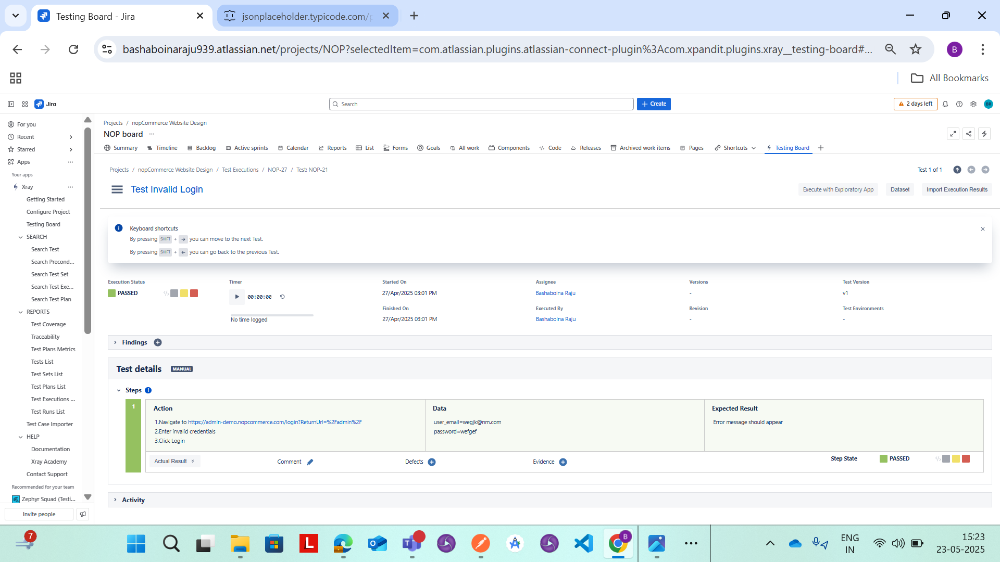 Testing Board - Jira
jsonplaceholder.typicode.com/p
bashaboinaraju939.atlassian.net/projects/NOP?selectedItem=com.atlassian.plugins.atlassian-connect-plugin%3Acom.xpandit.plugins.xray__testing-board#...
B
All Bookmarks
Jira
Search
Create
2 days left
BR
For you
Recent
Starred
Apps
Your apps
Xray
Getting Started
Configure Project
Testing Board
SEARCH
Search Test
Search Precond...
Search Test Set
Search Test Exe...
Search Test Plan
REPORTS
Test Coverage
Traceability
Test Plans Metrics
Tests List
Test Sets List
Test Plans List
Test Executions ...
Test Runs List
Test Case Importer
HELP
Documentation
Xray Academy
Contact Support
Recommended for your team
Zephyr Squad (Testi...
Invite people
Projects / nopCommerce Website Design
NOP board
Summary Timeline Backlog Active sprints Calendar Reports List Forms Goals All work Components Code Releases Archived work items Pages Shortcuts Testing Board
Projects / nopCommerce Website Design / Test Executions / NOP-27 / Test: NOP-21
Test 1 of 1
Test Invalid Login
Execute with Exploratory App
Dataset
Import Execution Results
Keyboard shortcuts
By pressing SHIFT + → you can move to the next Test.
By pressing SHIFT + ← you can go back to the previous Test.
Execution Status
PASSED
Timer
00:00:00
No time logged
Started On
27/Apr/2025 03:01 PM
Finished On
27/Apr/2025 03:01 PM
Assignee
Bashaboina Raju
Executed By
Bashaboina Raju
Versions
-
Revision
-
Test Version
v1
Test Environments
-
Findings
Test details MANUAL
Steps 1
1
Action
1.Navigate to https://admin-demo.nopcommerce.com/login?ReturnUrl=%2Fadmin%2F
2.Enter invalid credentials
3.Click Login
Data
user_email=wegjk@nm.com
password=wefgef
Expected Result
Error message should appear
Actual Result
Comment
Defects
Evidence
Step State
PASSED
Activity
7
L
T
B
ENG
IN
15:23
23-05-2025